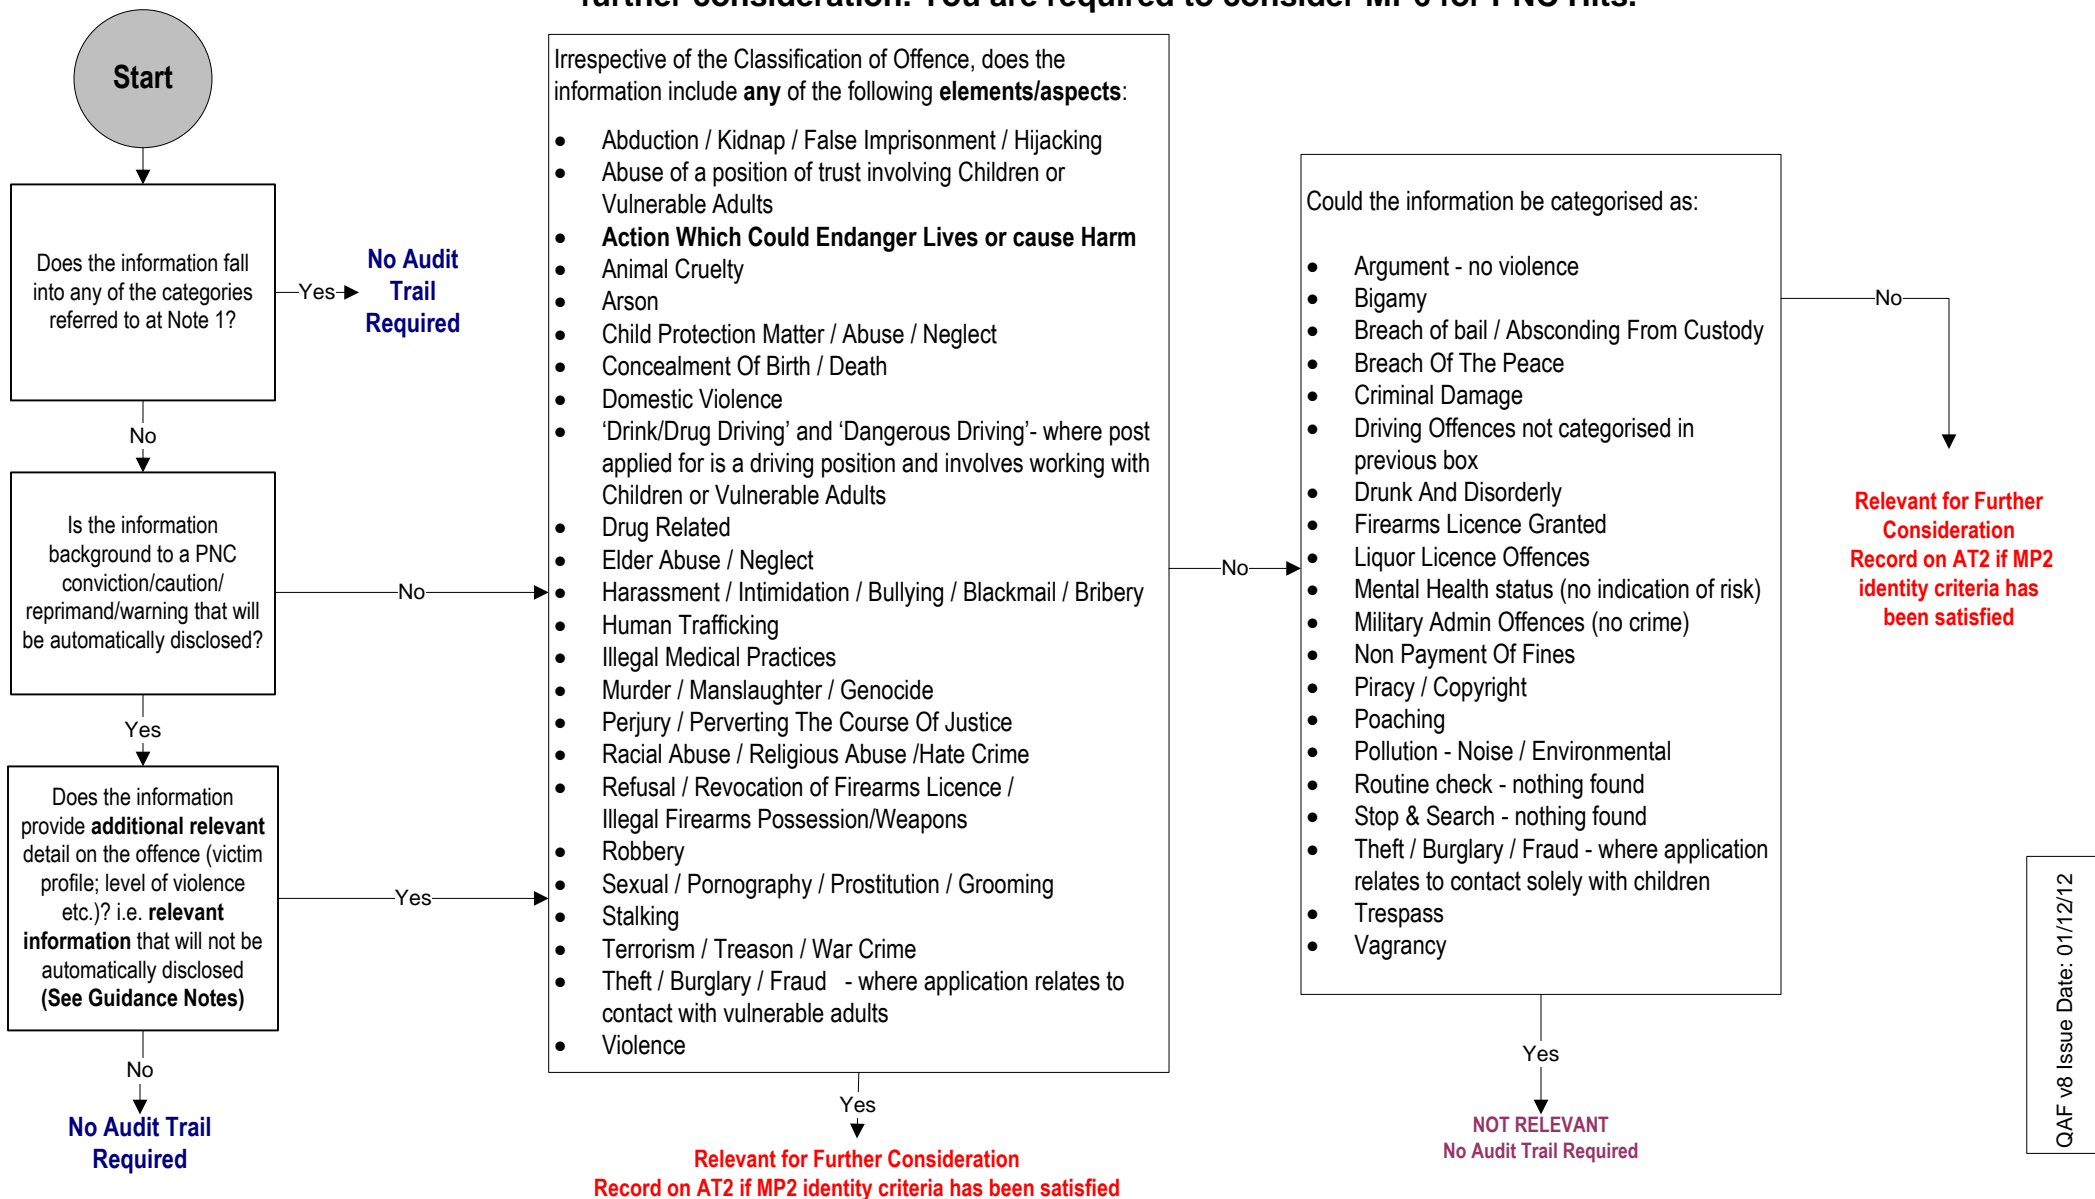 further consideration. You are required to consider MP6 for PNC Hits.
Start
Does the information fall
into any of the categories
referred to at Note 1?
Yes
No Audit
Trail
Required
No
Is the information
background to a PNC
conviction/caution/
reprimand/warning that will
be automatically disclosed?
No
Yes
Does the information
provide additional relevant
detail on the offence (victim
profile; level of violence
etc.)? i.e. relevant
information that will not be
automatically disclosed
(See Guidance Notes)
Yes
No
No Audit Trail
Required
Irrespective of the Classification of Offence, does the
information include any of the following elements/aspects:
• Abduction / Kidnap / False Imprisonment / Hijacking
• Abuse of a position of trust involving Children or
Vulnerable Adults
• Action Which Could Endanger Lives or cause Harm
• Animal Cruelty
• Arson
• Child Protection Matter / Abuse / Neglect
• Concealment Of Birth / Death
• Domestic Violence
• ‘Drink/Drug Driving’ and ‘Dangerous Driving’- where post
applied for is a driving position and involves working with
Children or Vulnerable Adults
• Drug Related
• Elder Abuse / Neglect
• Harassment / Intimidation / Bullying / Blackmail / Bribery
• Human Trafficking
• Illegal Medical Practices
• Murder / Manslaughter / Genocide
• Perjury / Perverting The Course Of Justice
• Racial Abuse / Religious Abuse /Hate Crime
• Refusal / Revocation of Firearms Licence /
Illegal Firearms Possession/Weapons
• Robbery
• Sexual / Pornography / Prostitution / Grooming
• Stalking
• Terrorism / Treason / War Crime
• Theft / Burglary / Fraud - where application relates to
contact with vulnerable adults
• Violence
Yes
Relevant for Further Consideration
Record on AT2 if MP2 identity criteria has been satisfied
No
Could the information be categorised as:
• Argument - no violence
• Bigamy
• Breach of bail / Absconding From Custody
• Breach Of The Peace
• Criminal Damage
• Driving Offences not categorised in
previous box
• Drunk And Disorderly
• Firearms Licence Granted
• Liquor Licence Offences
• Mental Health status (no indication of risk)
• Military Admin Offences (no crime)
• Non Payment Of Fines
• Piracy / Copyright
• Poaching
• Pollution - Noise / Environmental
• Routine check - nothing found
• Stop & Search - nothing found
• Theft / Burglary / Fraud - where application
relates to contact solely with children
• Trespass
• Vagrancy
Yes
NOT RELEVANT
No Audit Trail Required
No
Relevant for Further
Consideration
Record on AT2 if MP2
identity criteria has
been satisfied
QAF v8 Issue Date: 01/12/12